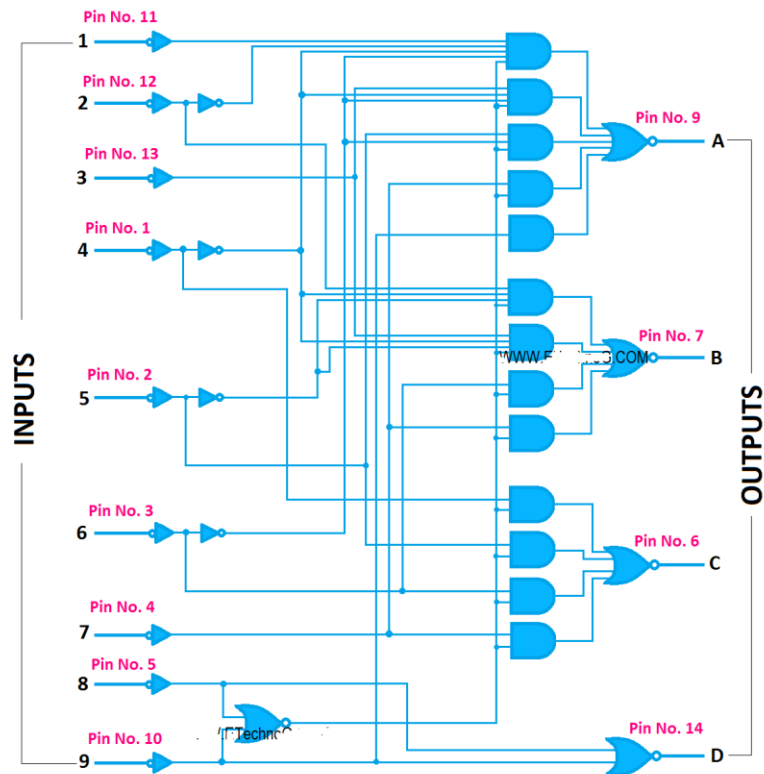 Pin No. 11
1
Pin No. 12
2
Pin No. 13
3
Pin No. 1
4
Pin No. 2
5
Pin No. 3
6
Pin No. 4
7
Pin No. 5
8
Pin No. 10
9
INPUTS
Pin No. 9
A
Pin No. 7
B
Pin No. 6
C
Pin No. 14
D
OUTPUTS